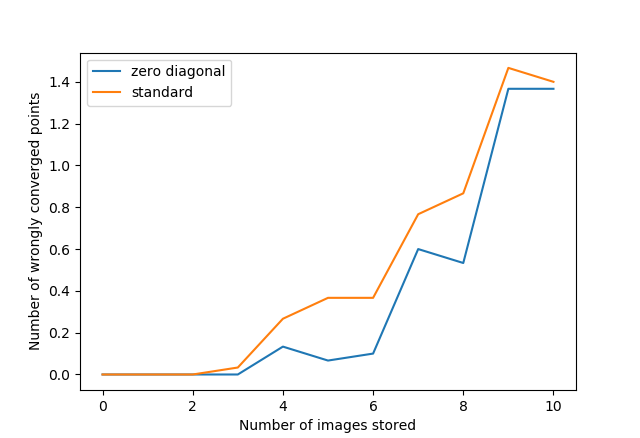 zero diagonal
standard
Number of wrongly converged points
1.4
1.2
1.0
0.8
0.6
0.4
0.2
0.0
0 2 4 6 8 10
Number of images stored